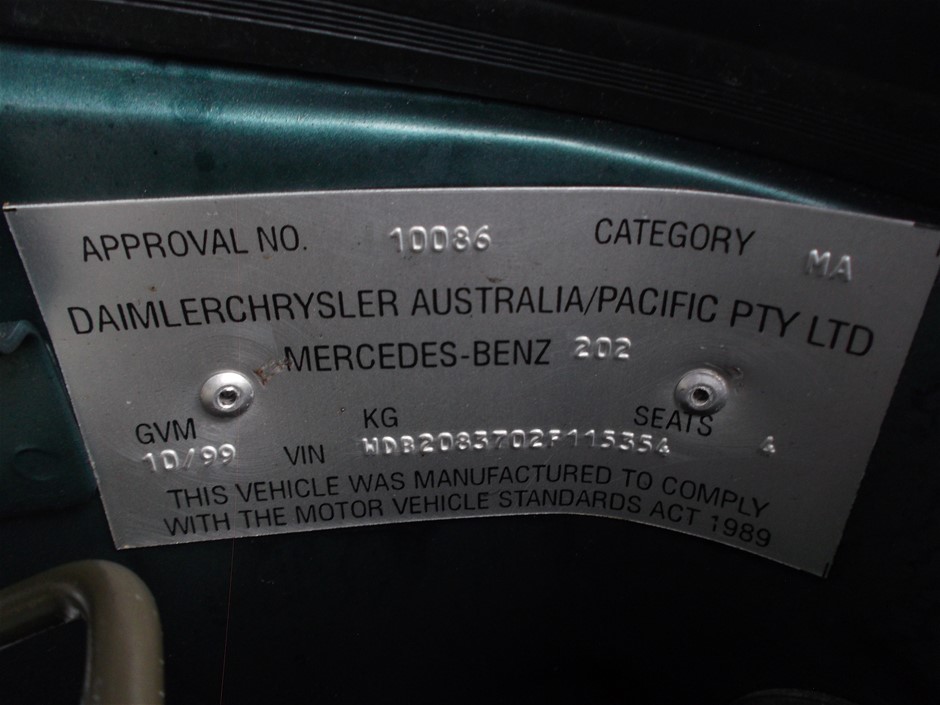 APPROVAL NO. 10086 CATEGORY MA
DAIMLERCHRYSLER AUSTRALIA/PACIFIC PTY LTD
MERCEDES-BENZ 202
GVM KG SEATS
10/99 VIN WDB2083702F115354 4
THIS VEHICLE WAS MANUFACTURED TO COMPLY
WITH THE MOTOR VEHICLE STANDARDS ACT 1989